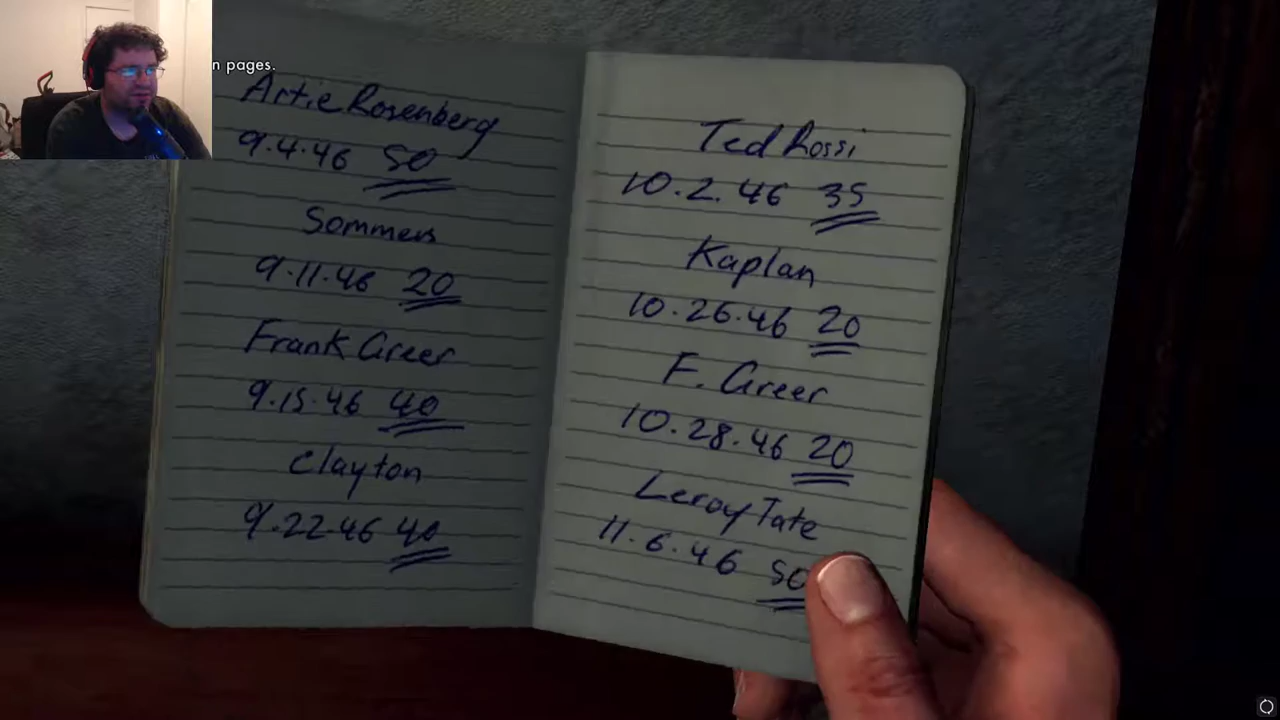 n pages.
Artie Rosenberg
9.4.46 50
Sommers
9.11.46 20
Frank Greer
9.15.46 40
Clayton
9.22.46 40
Ted Rossi
10.2.46 35
Kaplan
10.26.46 20
F. Greer
10.28.46 20
Leroy Tate
11.6.46 50